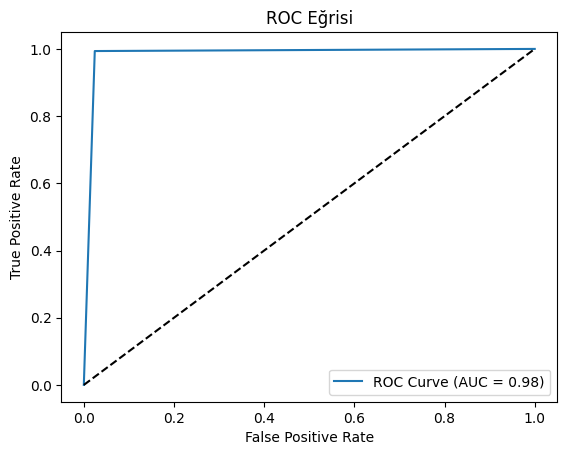 ROC Eğrisi
True Positive Rate
1.0
0.8
0.6
0.4
0.2
0.0
0.0 0.2 0.4 0.6 0.8 1.0
False Positive Rate
ROC Curve (AUC = 0.98)